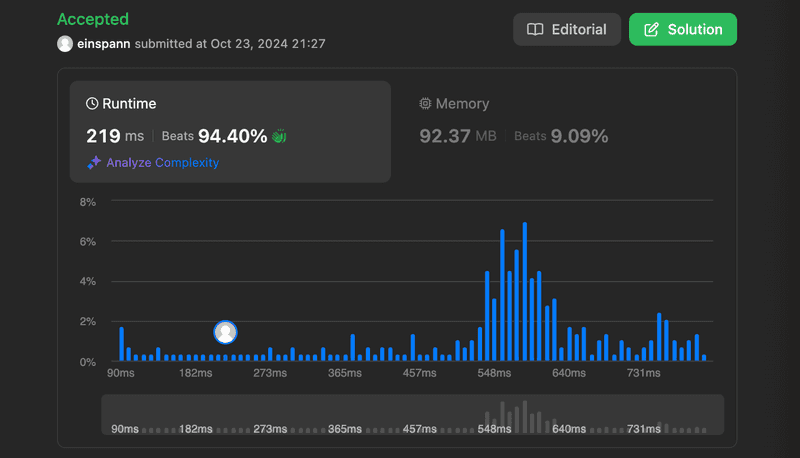 Accepted
Editorial
Solution
einspann submitted at Oct 23, 2024 21:27
Runtime
219 ms | Beats 94.40%
Analyze Complexity
Memory
92.37 MB | Beats 9.09%
8%
6%
4%
2%
0%
90ms 182ms 273ms 365ms 457ms 548ms 640ms 731ms
90ms 182ms 273ms 365ms 457ms 548ms 640ms 731ms